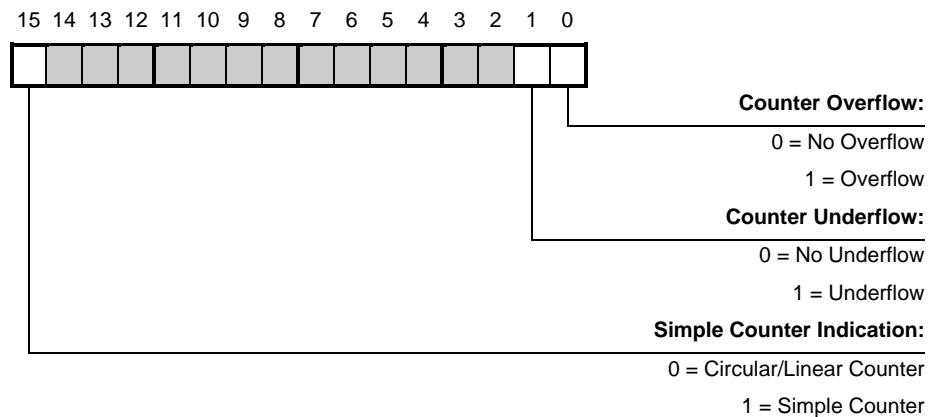 15 14 13 12 11 10 9 8 7 6 5 4 3 2 1 0
Counter Overflow:
0 = No Overflow
1 = Overflow
Counter Underflow:
0 = No Underflow
1 = Underflow
Simple Counter Indication:
0 = Circular/Linear Counter
1 = Simple Counter